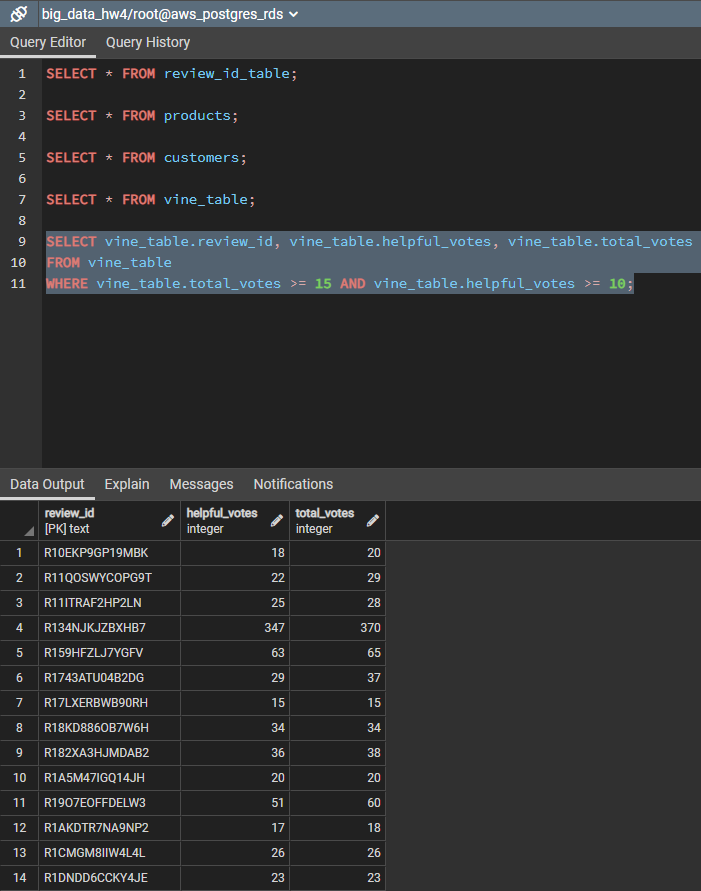 big_data_hw4/root@aws_postgres_rds
Query Editor Query History
1 SELECT * FROM review_id_table;
2
3 SELECT * FROM products;
4
5 SELECT * FROM customers;
6
7 SELECT * FROM vine_table;
8
9 SELECT vine_table.review_id, vine_table.helpful_votes, vine_table.total_votes
10 FROM vine_table
11 WHERE vine_table.total_votes >= 15 AND vine_table.helpful_votes >= 10;
Data Output Explain Messages Notifications
review_id helpful_votes total_votes
[PK] text integer integer
1 R10EKP9GP19MBK 18 20
2 R11QOSWYCOPG9T 22 29
3 R11ITRAF2HP2LN 25 28
4 R134NJKJZBXHB7 347 370
5 R159HFZLJ7YGFV 63 65
6 R1743ATU04B2DG 29 37
7 R17LXERBWB90RH 15 15
8 R18KD886OB7W6H 34 34
9 R182XA3HJMDAB2 36 38
10 R1A5M47IGQ14JH 20 20
11 R19O7EOFFDELW3 51 60
12 R1AKDTR7NA9NP2 17 18
13 R1CMGM8IIW4L4L 26 26
14 R1DNDD6CCKY4JE 23 23